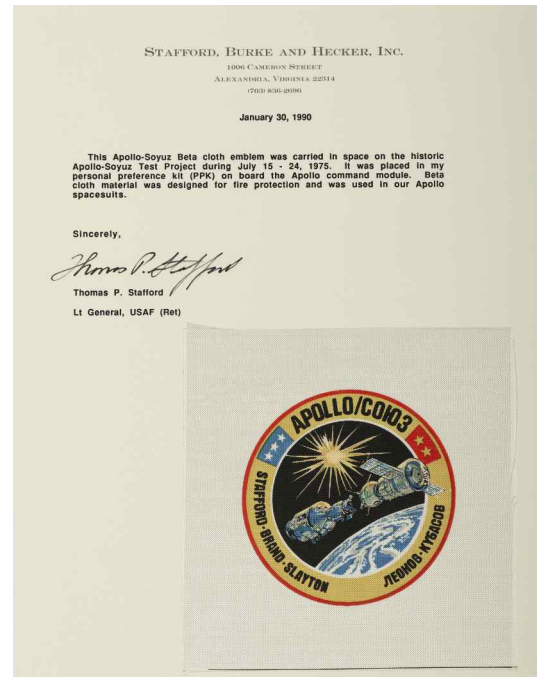 STAFFORD, BURKE AND HECKER, INC.
1006 CAMERON STREET
ALEXANDRIA, VIRGINIA 22314
(703) 836-2696
January 30, 1990
This Apollo-Soyuz Beta cloth emblem was carried in space on the historic
Apollo-Soyuz Test Project during July 15 - 24, 1975. It was placed in my
personal preference kit (PPK) on board the Apollo command module. Beta
cloth material was designed for fire protection and was used in our Apollo
spacesuits.
Sincerely,
Thomas P. Stafford
Thomas P. Stafford
Lt General, USAF (Ret)
APOLLO/СОЮЗ
STAFFORD·BRAND·SLAYTON
ЛЕОНОВ·КУБАСОВ